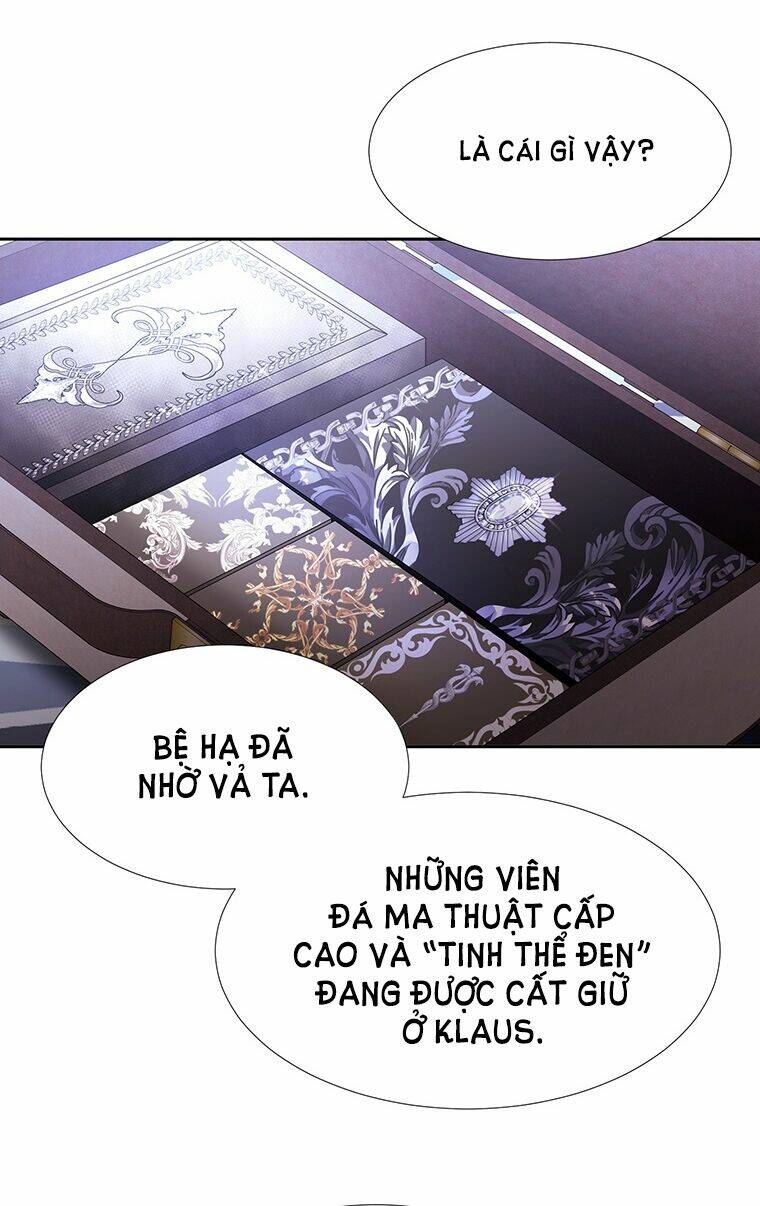 LÀ CÁI GÌ VẬY?
BỆ HẠ ĐÃ
NHỜ VẢ TA.
NHỮNG VIÊN
ĐÁ MA THUẬT CẤP
CAO VÀ “TINH THỂ ĐEN”
ĐANG ĐƯỢC CẤT GIỮ
Ở KLAUS.